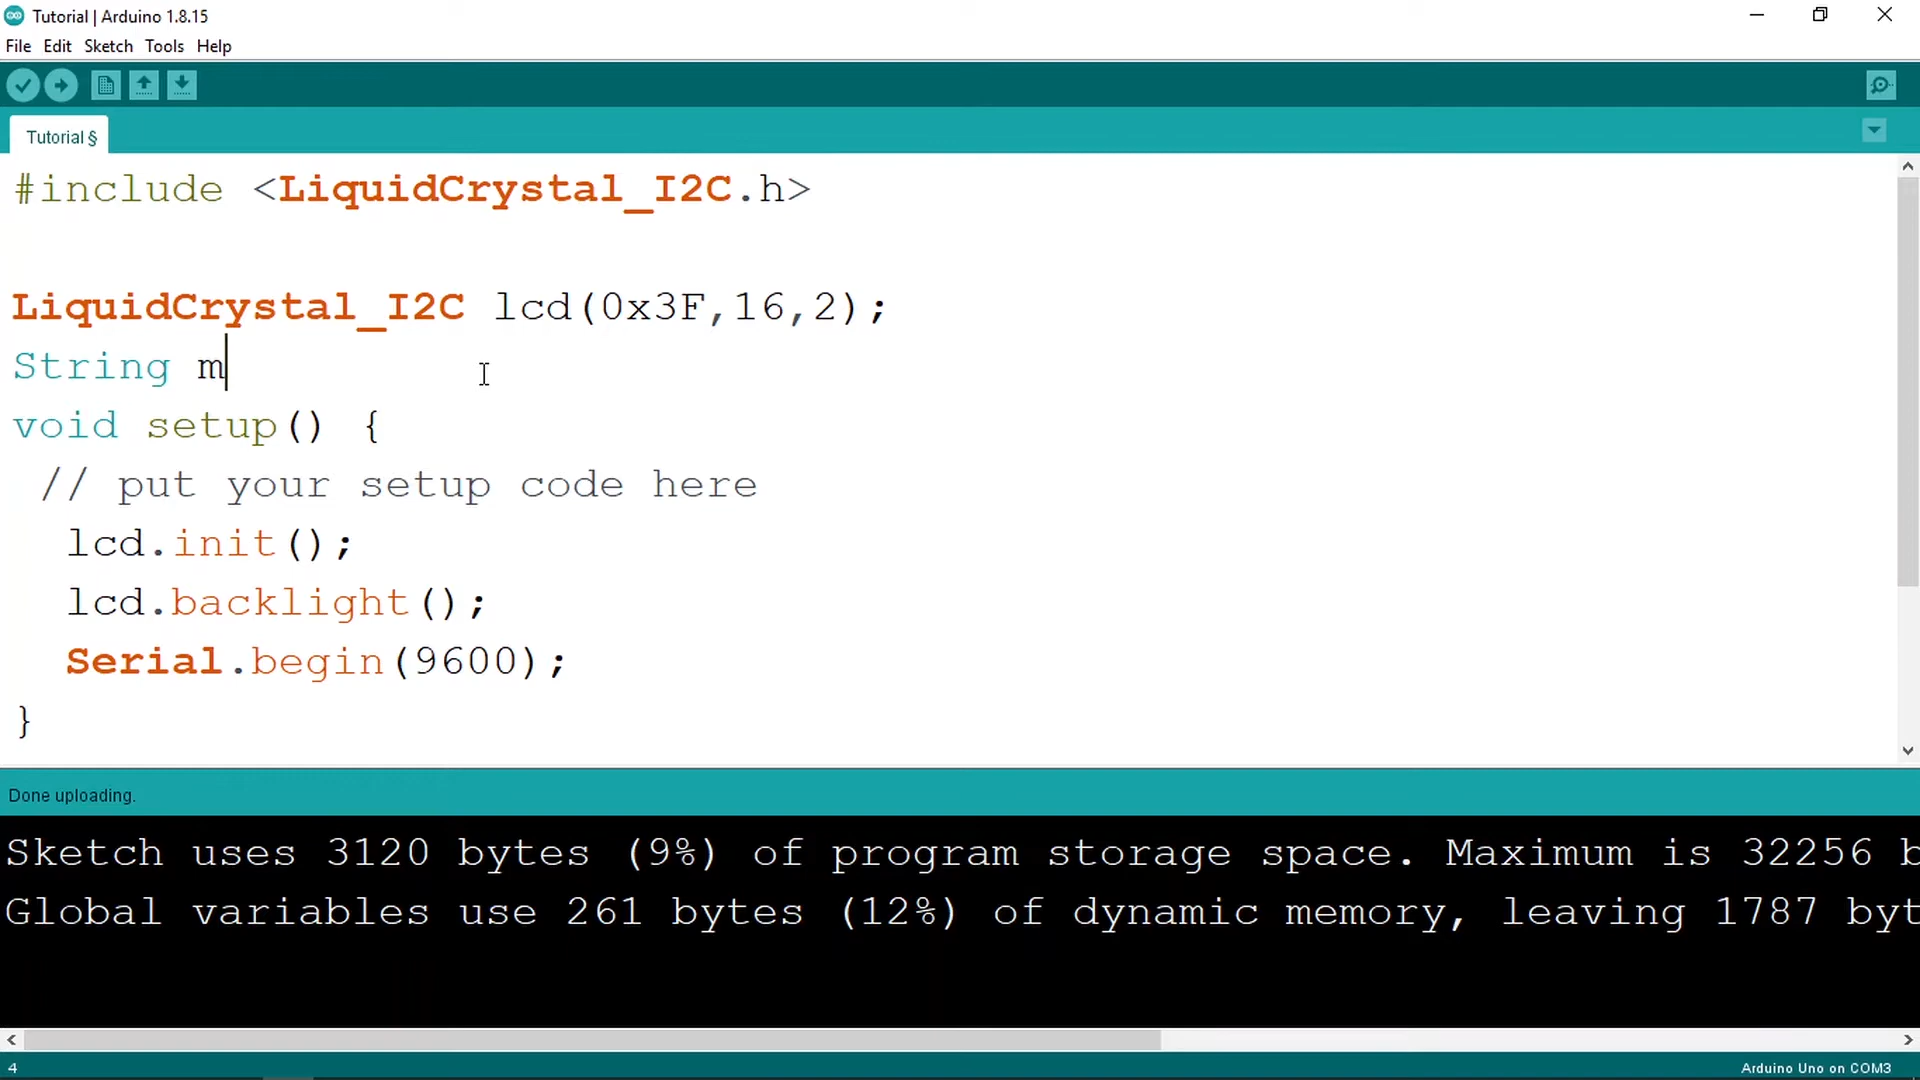 Tutorial | Arduino 1.8.15
File Edit Sketch Tools Help
Tutorial §
#include <LiquidCrystal_I2C.h>
LiquidCrystal_I2C lcd(0x3F,16,2);
String m
void setup() {
// put your setup code here
lcd.init();
lcd.backlight();
Serial.begin(9600);
}
Done uploading.
Sketch uses 3120 bytes (9%) of program storage space. Maximum is 32256 b
Global variables use 261 bytes (12%) of dynamic memory, leaving 1787 byt
4
Arduino Uno on COM3